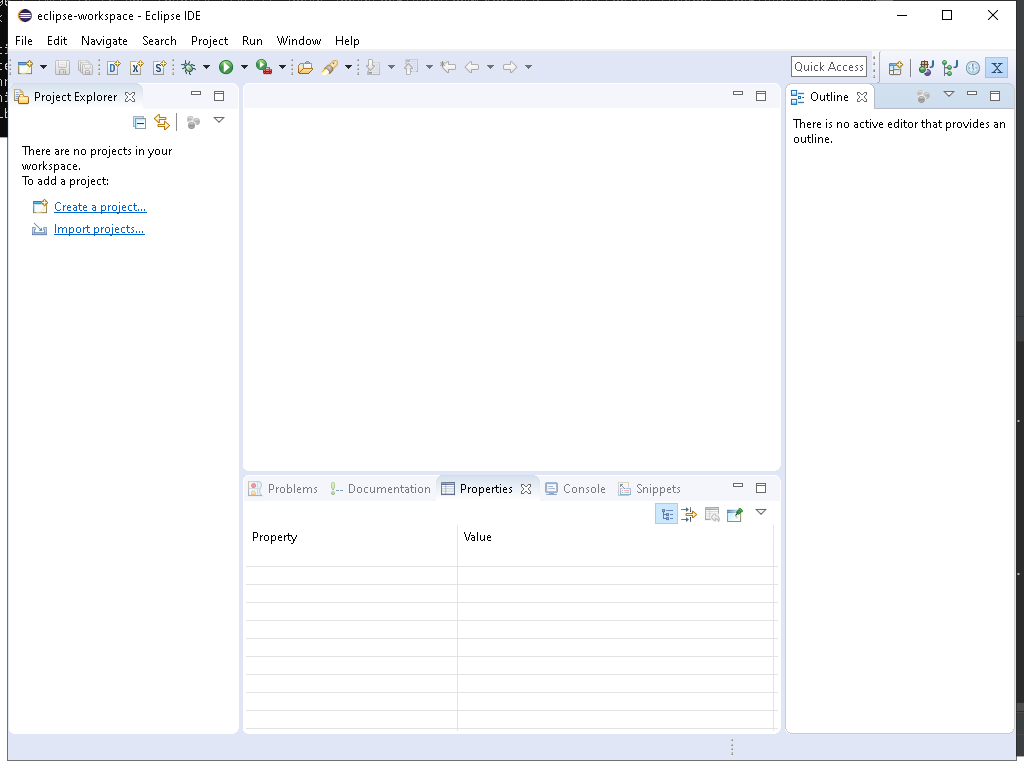 eclipse-workspace - Eclipse IDE
File Edit Navigate Search Project Run Window Help
Quick Access
Project Explorer
There are no projects in your
workspace.
To add a project:
Create a project...
Import projects...
Outline
There is no active editor that provides an
outline.
Problems Documentation Properties Console Snippets
Property Value